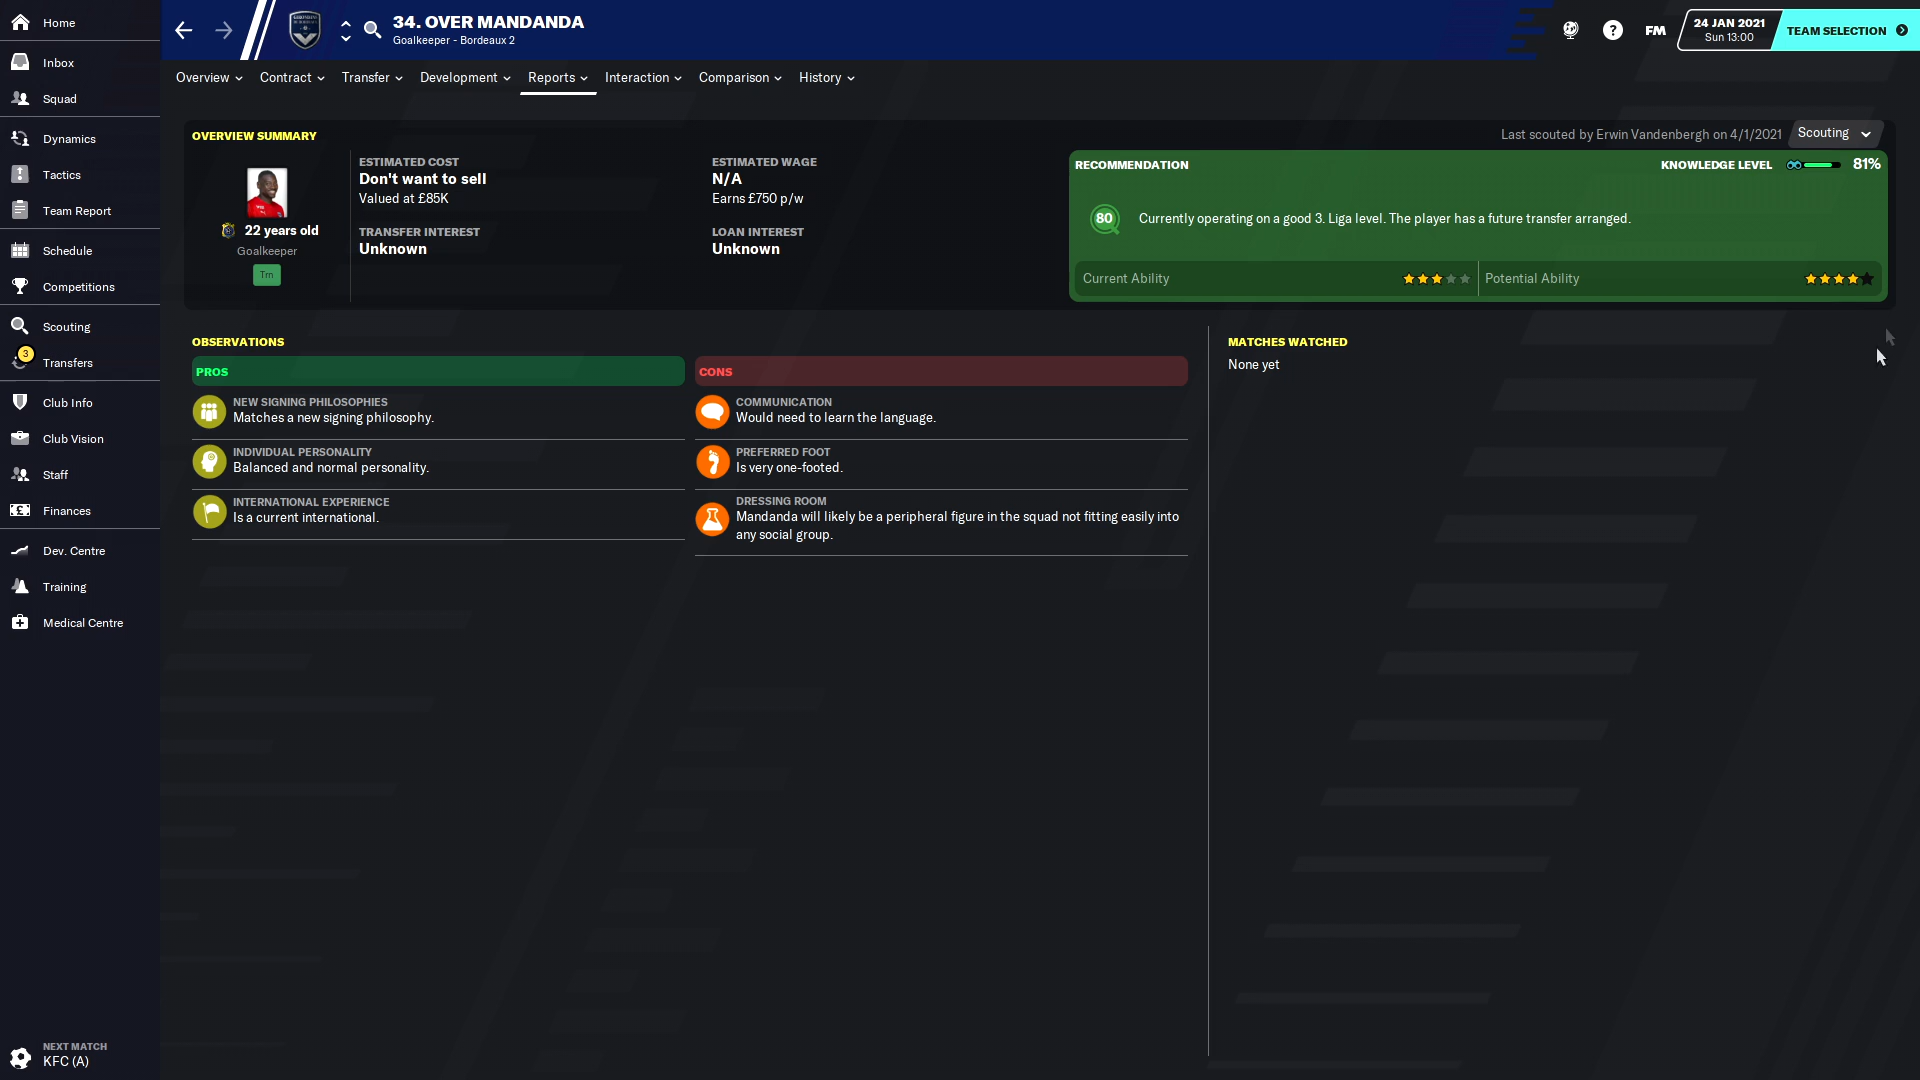 Home
Inbox
Squad
Dynamics
Tactics
Team Report
Schedule
Competitions
Scouting
3
Transfers
Club Info
Club Vision
Staff
Finances
Dev. Centre
Training
Medical Centre
NEXT MATCH
KFC (A)
34. OVER MANDANDA
Goalkeeper - Bordeaux 2
?
FM
24 JAN 2021
Sun 13:00
TEAM SELECTION
Overview
Contract
Transfer
Development
Reports
Interaction
Comparison
History
OVERVIEW SUMMARY
Last scouted by Erwin Vandenbergh on 4/1/2021
Scouting
22 years old
Goalkeeper
Trn
ESTIMATED COST
Don't want to sell
Valued at £85K
TRANSFER INTEREST
Unknown
ESTIMATED WAGE
N/A
Earns £750 p/w
LOAN INTEREST
Unknown
RECOMMENDATION
KNOWLEDGE LEVEL
81%
80
Currently operating on a good 3. Liga level. The player has a future transfer arranged.
Current Ability
Potential Ability
OBSERVATIONS
PROS
NEW SIGNING PHILOSOPHIES
Matches a new signing philosophy.
INDIVIDUAL PERSONALITY
Balanced and normal personality.
INTERNATIONAL EXPERIENCE
Is a current international.
CONS
COMMUNICATION
Would need to learn the language.
PREFERRED FOOT
Is very one-footed.
DRESSING ROOM
Mandanda will likely be a peripheral figure in the squad not fitting easily into
any social group.
MATCHES WATCHED
None yet